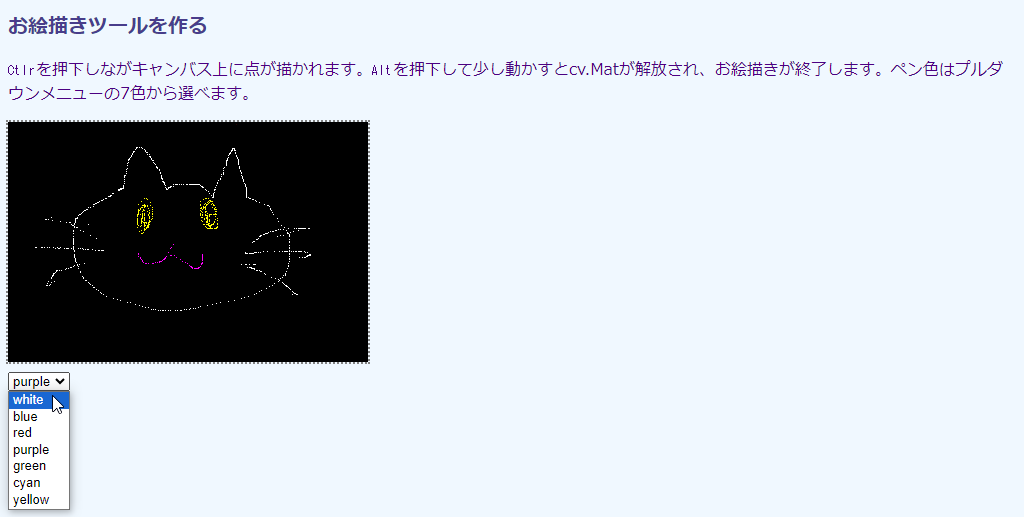 お絵描きツールを作る
Ctlrを押下しながキャンバス上に点が描かれます。Altを押下して少し動かすとcv.Matが解放され、お絵描きが終了します。ペン色はプルダ
ウンメニューの7色から選べます。
purple
white
blue
red
purple
green
cyan
yellow